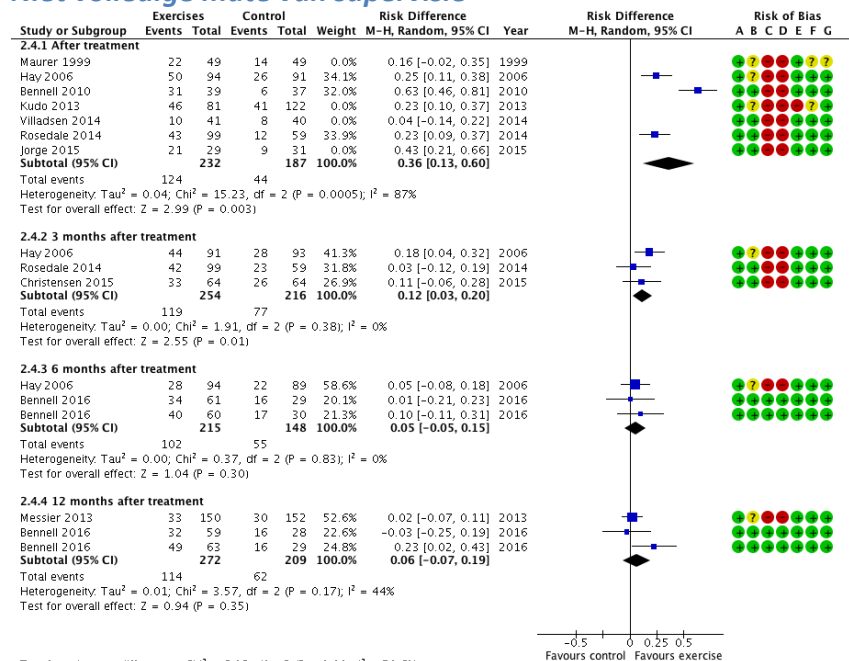 Exercises Control Risk Difference Risk Difference Risk of Bias
Study or Subgroup Events Total Events Total Weight M-H, Random, 95% CI Year M-H, Random, 95% CI A B C D E F G
2.4.1 After treatment
Maurer 1999 22 49 14 49 0.0% 0.16 [-0.02, 0.35] 1999 + ? - - + ? ?
Hay 2006 50 94 26 91 34.1% 0.25 [0.11, 0.38] 2006 + ? - - + + +
Bennell 2010 31 39 6 37 32.0% 0.63 [0.46, 0.81] 2010 + + - - + + +
Kudo 2013 46 81 41 122 0.0% 0.23 [0.10, 0.37] 2013 + ? - - - ? +
Villadsen 2014 10 41 8 40 0.0% 0.04 [-0.14, 0.22] 2014 + + - - + + +
Rosedale 2014 43 99 12 59 33.9% 0.23 [0.09, 0.37] 2014 + + - - + + +
Jorge 2015 21 29 9 31 0.0% 0.43 [0.21, 0.66] 2015 + + - - + + +
Subtotal (95% CI) 232 187 100.0% 0.36 [0.13, 0.60]
Total events 124 44
Heterogeneity: Tau² = 0.04; Chi² = 15.23, df = 2 (P = 0.0005); I² = 87%
Test for overall effect: Z = 2.99 (P = 0.003)
2.4.2 3 months after treatment
Hay 2006 44 91 28 93 41.3% 0.18 [0.04, 0.32] 2006 + ? - - + + +
Rosedale 2014 42 99 23 59 31.8% 0.03 [-0.12, 0.19] 2014 + + - - + + +
Christensen 2015 33 64 26 64 26.9% 0.11 [-0.06, 0.28] 2015 + + - - + + +
Subtotal (95% CI) 254 216 100.0% 0.12 [0.03, 0.20]
Total events 119 77
Heterogeneity: Tau² = 0.00; Chi² = 1.91, df = 2 (P = 0.38); I² = 0%
Test for overall effect: Z = 2.55 (P = 0.01)
2.4.3 6 months after treatment
Hay 2006 28 94 22 89 58.6% 0.05 [-0.08, 0.18] 2006 + ? - - + + +
Bennell 2016 34 61 16 29 20.1% 0.01 [-0.21, 0.23] 2016 + + + + + + +
Bennell 2016 40 60 17 30 21.3% 0.10 [-0.11, 0.31] 2016 + + + + + + +
Subtotal (95% CI) 215 148 100.0% 0.05 [-0.05, 0.15]
Total events 102 55
Heterogeneity: Tau² = 0.00; Chi² = 0.37, df = 2 (P = 0.83); I² = 0%
Test for overall effect: Z = 1.04 (P = 0.30)
2.4.4 12 months after treatment
Messier 2013 33 150 30 152 52.6% 0.02 [-0.07, 0.11] 2013 + ? - - + + +
Bennell 2016 32 59 16 28 22.6% -0.03 [-0.25, 0.19] 2016 + + + + + + +
Bennell 2016 49 63 16 29 24.8% 0.23 [0.02, 0.43] 2016 + + + + + + +
Subtotal (95% CI) 272 209 100.0% 0.06 [-0.07, 0.19]
Total events 114 62
Heterogeneity: Tau² = 0.01; Chi² = 3.57, df = 2 (P = 0.17); I² = 44%
Test for overall effect: Z = 0.94 (P = 0.35)
-0.5 0 0.25 0.5
Favours control Favours exercise